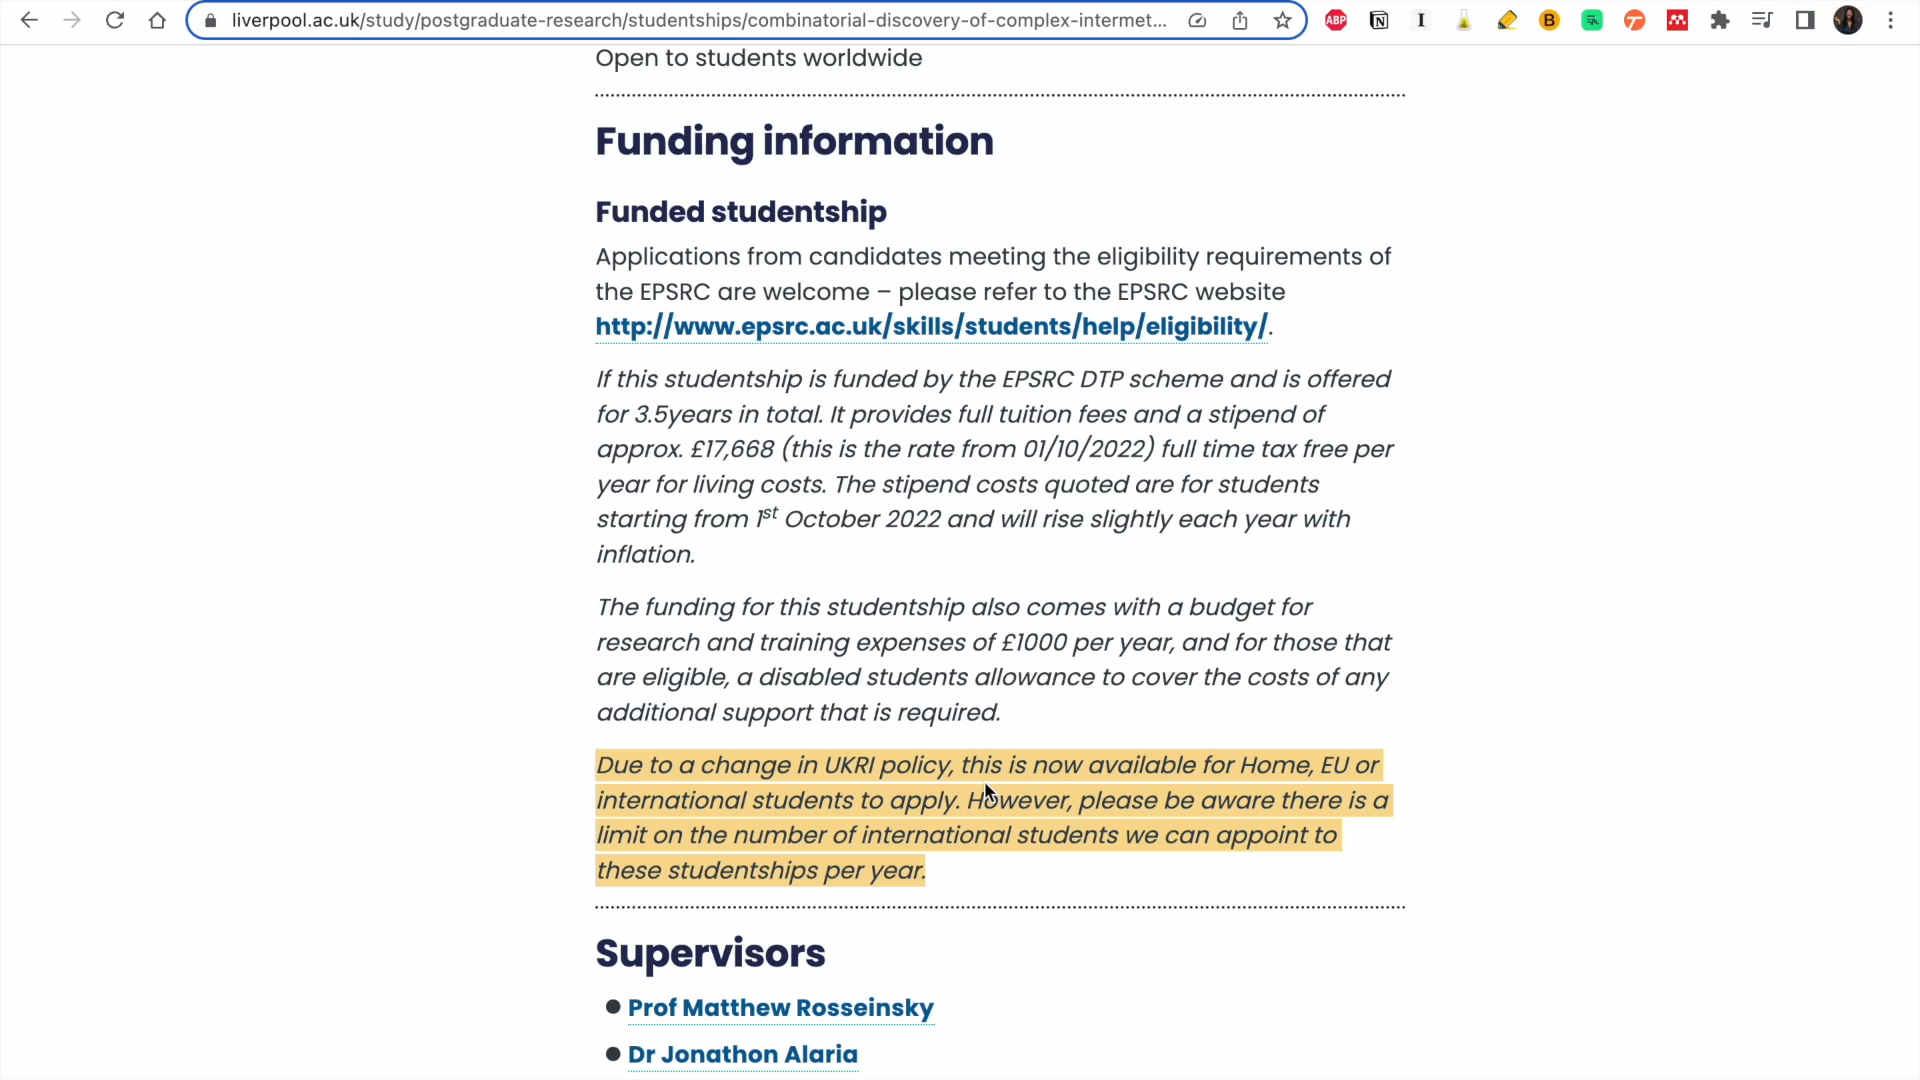 liverpool.ac.uk/study/postgraduate-research/studentships/combinatorial-discovery-of-complex-intermet...
ABP
N
I
B
Open to students worldwide
Funding information
Funded studentship
Applications from candidates meeting the eligibility requirements of
the EPSRC are welcome – please refer to the EPSRC website
http://www.epsrc.ac.uk/skills/students/help/eligibility/.
If this studentship is funded by the EPSRC DTP scheme and is offered
for 3.5years in total. It provides full tuition fees and a stipend of
approx. £17,668 (this is the rate from 01/10/2022) full time tax free per
year for living costs. The stipend costs quoted are for students
starting from 1st October 2022 and will rise slightly each year with
inflation.
The funding for this studentship also comes with a budget for
research and training expenses of £1000 per year, and for those that
are eligible, a disabled students allowance to cover the costs of any
additional support that is required.
Due to a change in UKRI policy, this is now available for Home, EU or
international students to apply. However, please be aware there is a
limit on the number of international students we can appoint to
these studentships per year.
Supervisors
Prof Matthew Rosseinsky
Dr Jonathon Alaria